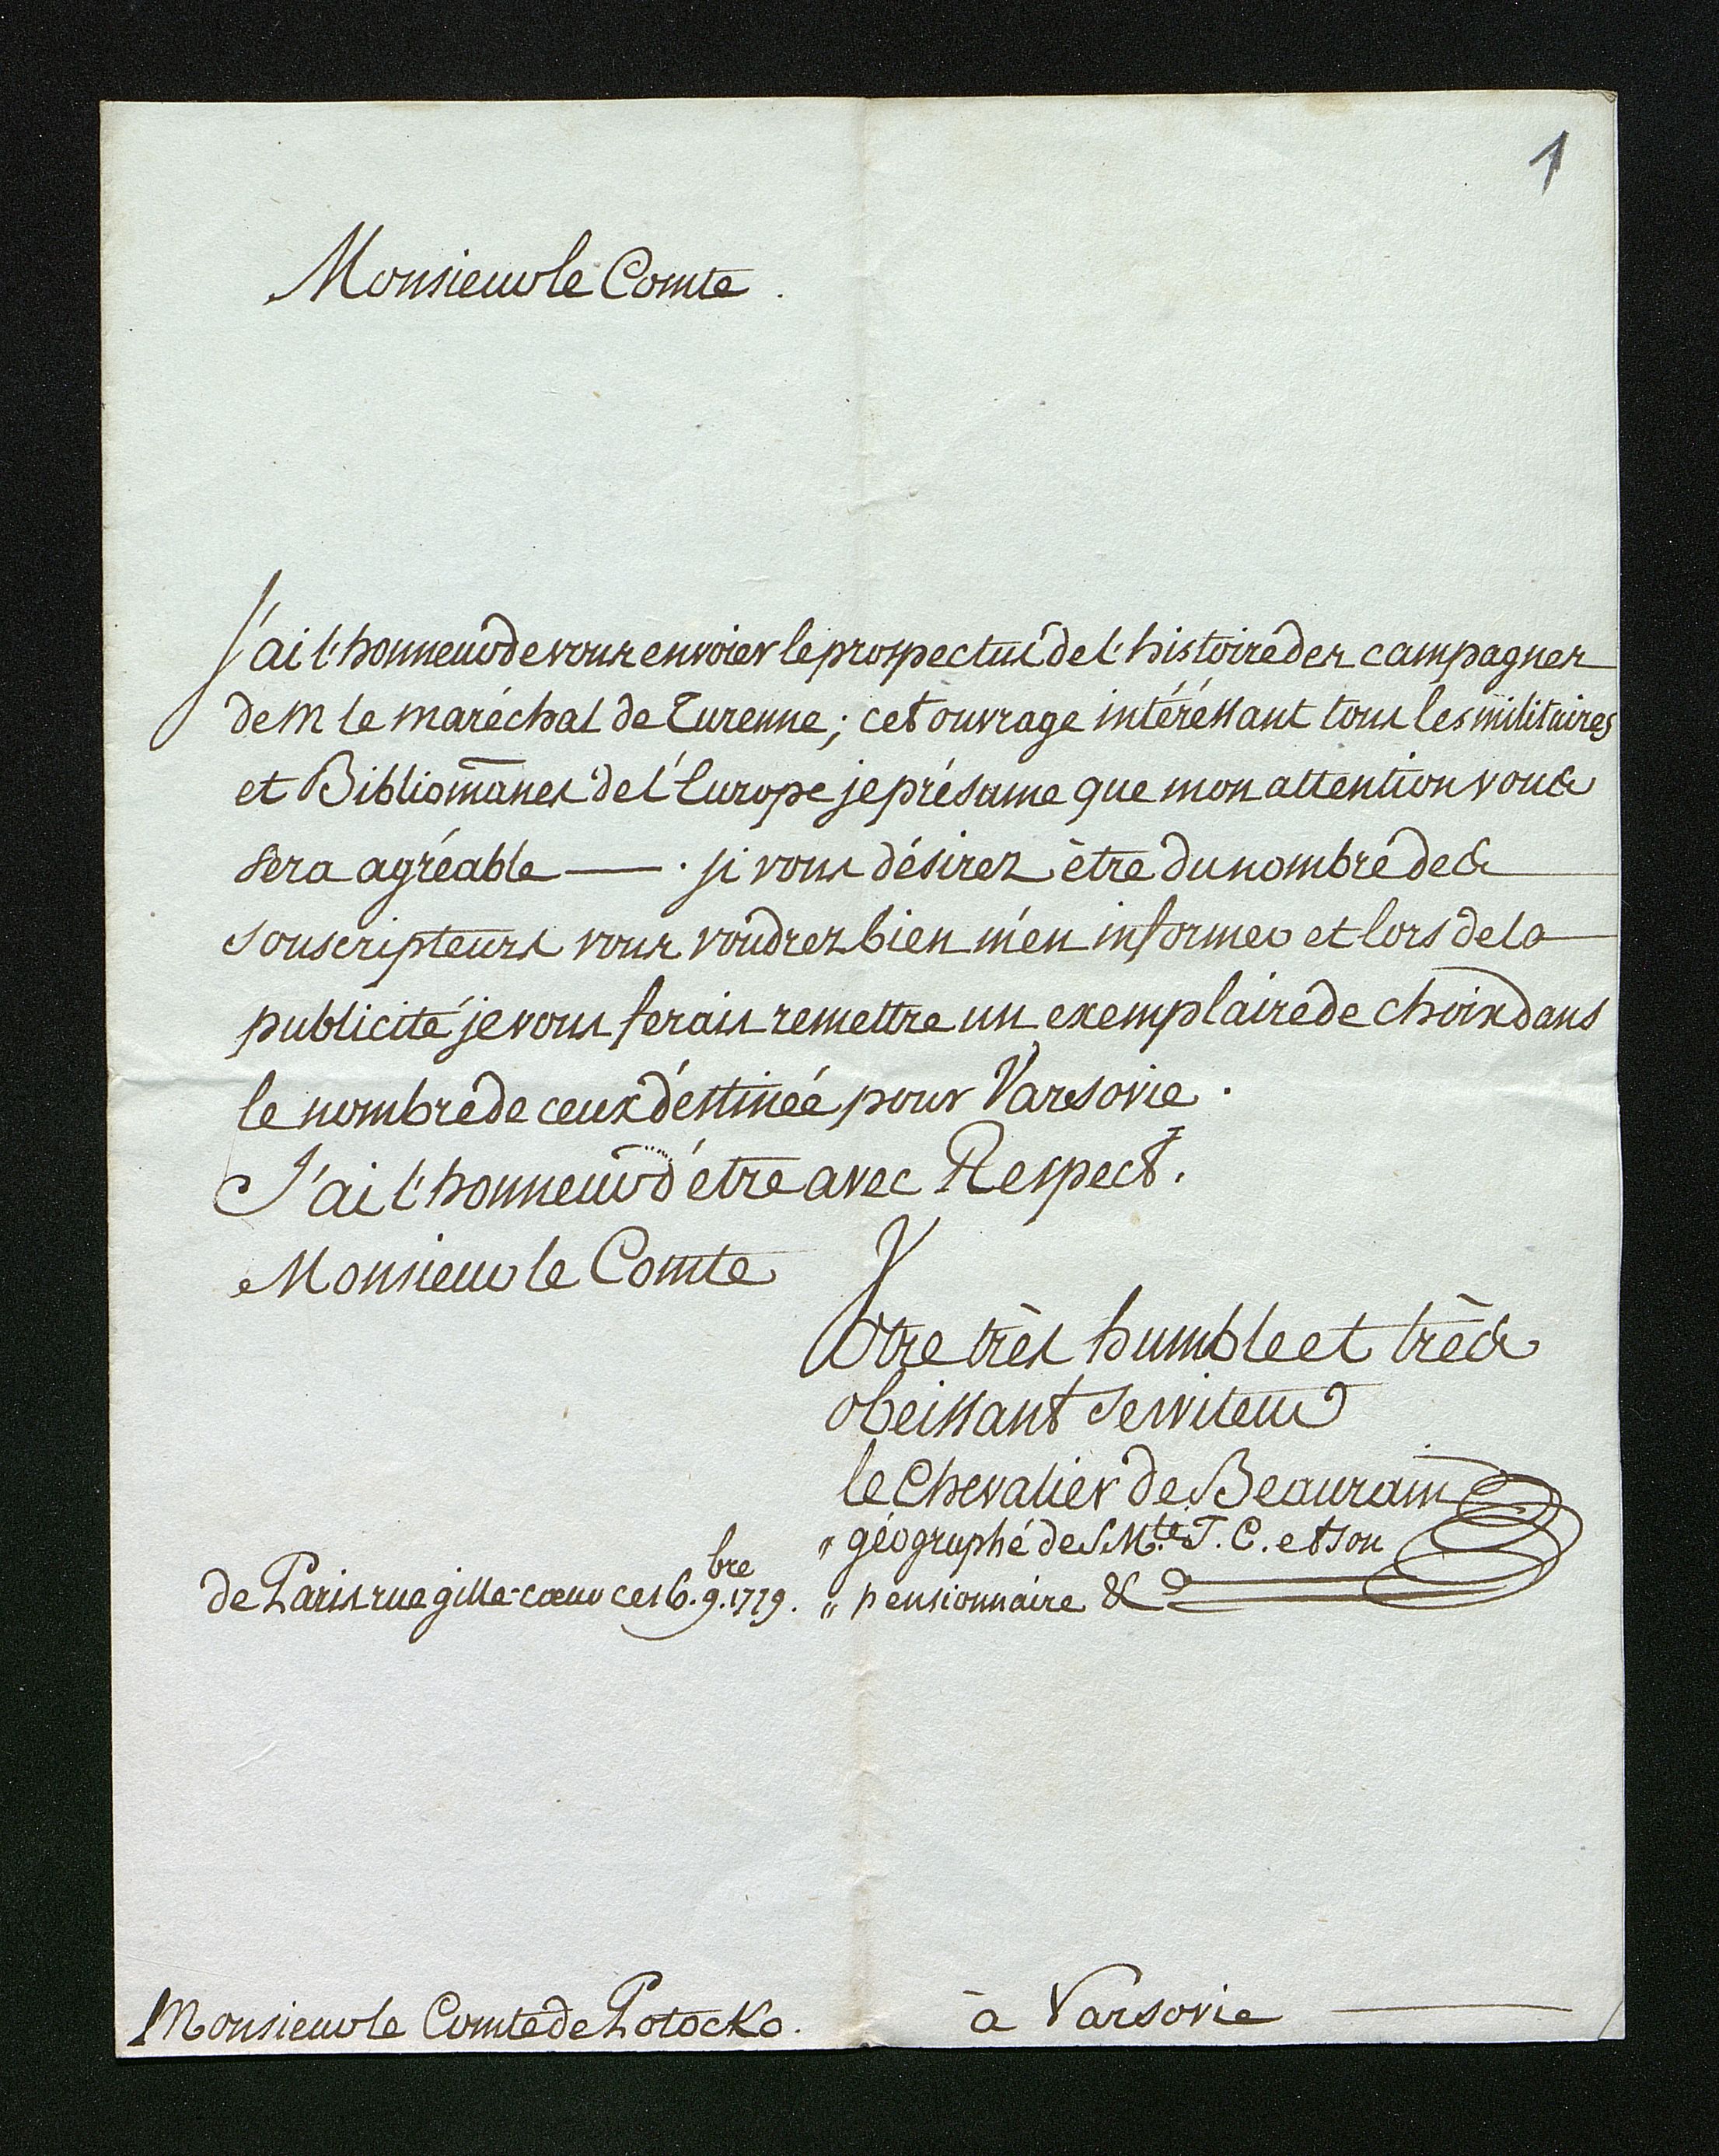 1
Monsieur le Comte.
J'ai l'honneur de vous envoier le prospectus de l'histoire des campagnes
de M le maréchal de Turenne; cet ouvrage intéréssant tous les militaires
et Bibliomanes de l'Europe je présume que mon attention vous
sera agréable —. si vous désirez être du nombre des
souscripteurs vous voudrez bien m'en informer et lors de la
publicité je vous ferais remettre un exemplaire de choix dans
le nombre de ceux déstinéé pour Varsovie.
J'ai l'honneur d'être avec Respect.
Monsieur le Comte
Votre très humble et très
obeissant serviteur
le Chevalier de Beaurain
" géographe de S. M.té T. C. et son
de Paris rue gille-cœur ce 16. 9.bre 1779. " pensionnaire &c
Monsieur le Comte de Potocko. à Varsovie